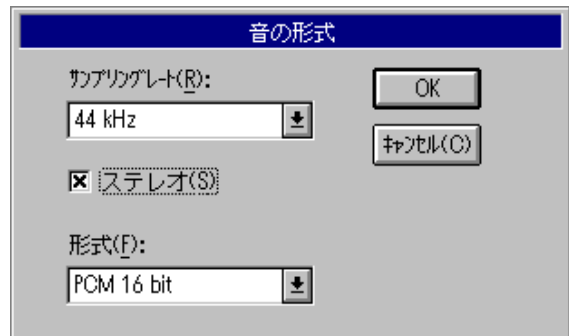 音の形式
ｻﾝﾌﾟﾘﾝｸﾞﾚｰﾄ(R):
OK
44 kHz
ｷｬﾝｾﾙ(C)
ステレオ(S)
形式(F):
PCM 16 bit